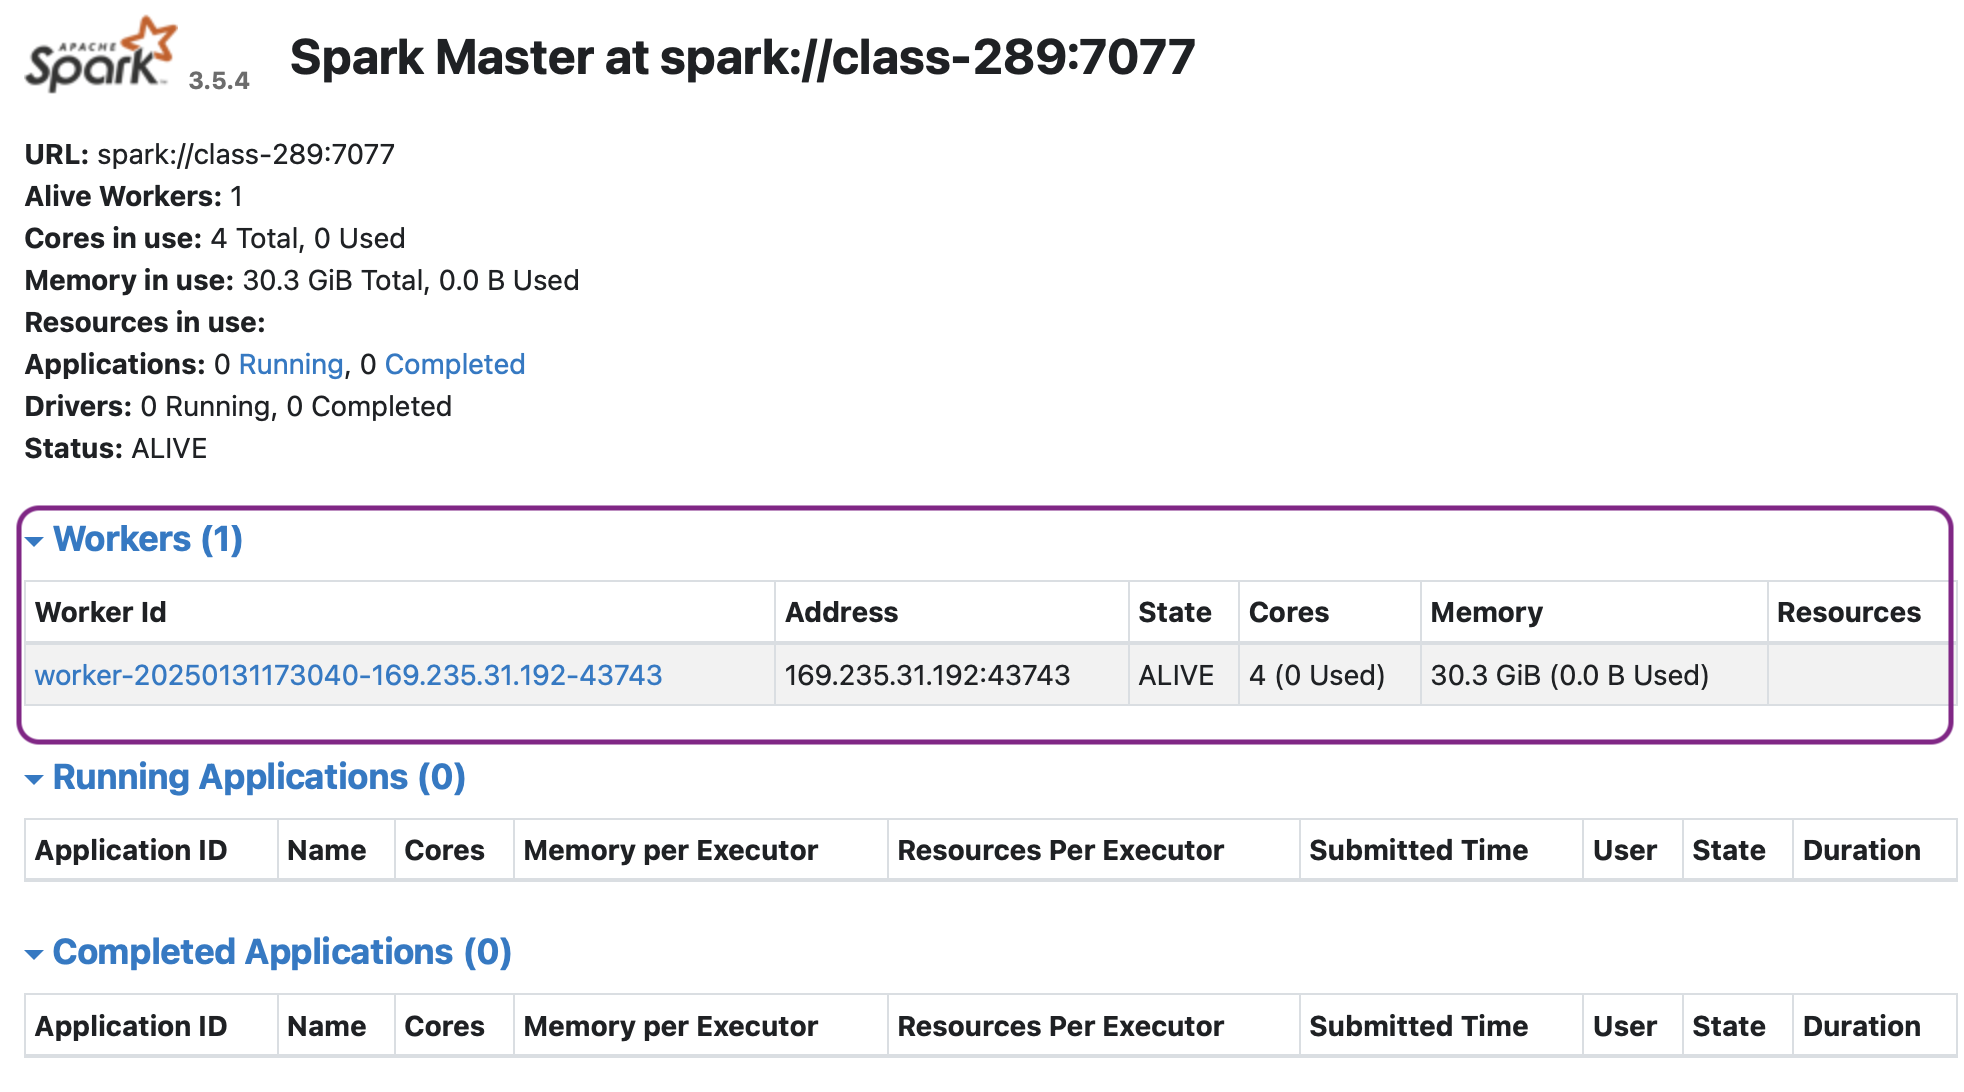 APACHE
Spark 3.5.4
Spark Master at spark://class-289:7077
URL: spark://class-289:7077
Alive Workers: 1
Cores in use: 4 Total, 0 Used
Memory in use: 30.3 GiB Total, 0.0 B Used
Resources in use:
Applications: 0 Running, 0 Completed
Drivers: 0 Running, 0 Completed
Status: ALIVE
Workers (1)
Worker Id Address State Cores Memory Resources
worker-20250131173040-169.235.31.192-43743 169.235.31.192:43743 ALIVE 4 (0 Used) 30.3 GiB (0.0 B Used)
Running Applications (0)
Application ID Name Cores Memory per Executor Resources Per Executor Submitted Time User State Duration
Completed Applications (0)
Application ID Name Cores Memory per Executor Resources Per Executor Submitted Time User State Duration